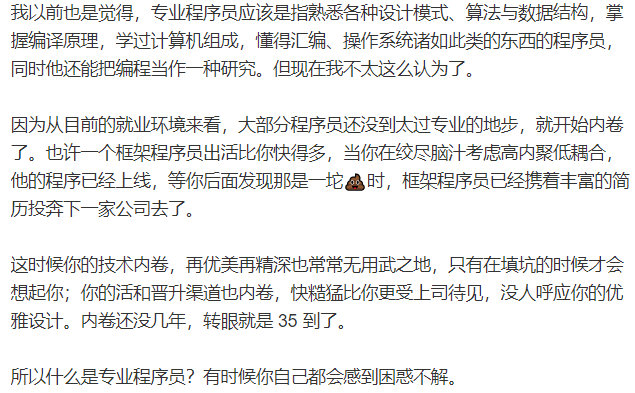 我以前也是觉得，专业程序员应该是指熟悉各种设计模式、算法与数据结构，掌
握编译原理，学过计算机组成，懂得汇编、操作系统诸如此类的东西的程序员，
同时他还能把编程当作一种研究。但现在我不太这么认为了。
因为从目前的就业环境来看，大部分程序员还没到太过专业的地步，就开始内卷
了。也许一个框架程序员出活比你快得多，当你在绞尽脑汁考虑高内聚低耦合，
他的程序已经上线，等你后面发现那是一坨💩时，框架程序员已经携着丰富的简
历投奔下一家公司去了。
这时候你的技术内卷，再优美再精深也常常无用武之地，只有在填坑的时候才会
想起你；你的活和晋升渠道也内卷，快糙猛比你更受上司待见，没人呼应你的优
雅设计。内卷还没几年，转眼就是 35 到了。
所以什么是专业程序员？有时候你自己都会感到困惑不解。